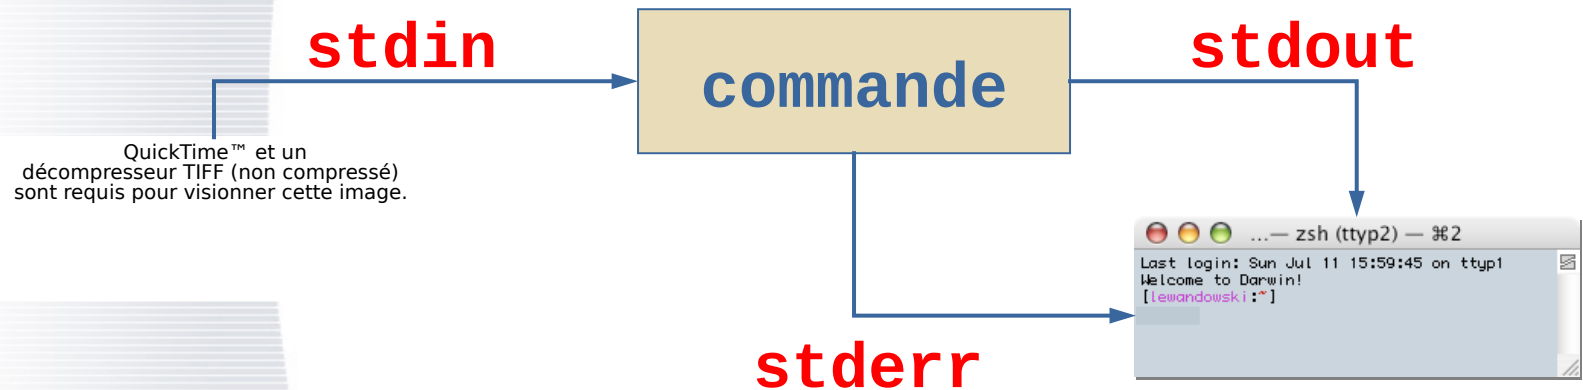 stdin
commande
stdout
QuickTime™ et un
décompresseur TIFF (non compressé)
sont requis pour visionner cette image.
...— zsh (ttyp2) — ⌘2
Last login: Sun Jul 11 15:59:45 on ttyp1
Welcome to Darwin!
[lewandowski:~]
stderr